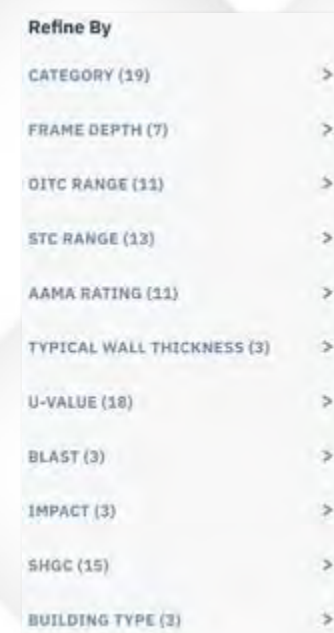 Refine By
CATEGORY (19) >
FRAME DEPTH (7) >
OITC RANGE (11) >
STC RANGE (13) >
AAMA RATING (11) >
TYPICAL WALL THICKNESS (3) >
U-VALUE (18) >
BLAST (3) >
IMPACT (3) >
SHGC (15) >
BUILDING TYPE (3) >